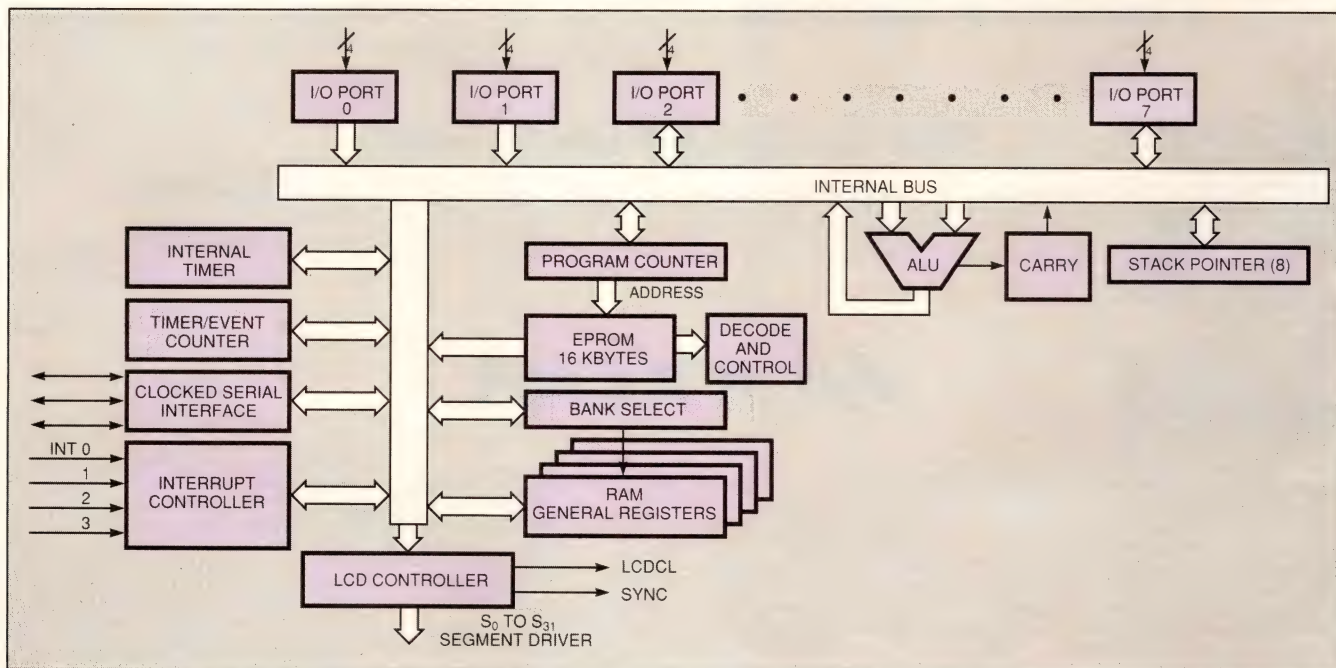 4
4
4
4
I/O PORT
0
I/O PORT
1
I/O PORT
2
I/O PORT
7
INTERNAL BUS
INTERNAL
TIMER
PROGRAM COUNTER
ALU
CARRY
STACK POINTER (8)
ADDRESS
TIMER/EVENT
COUNTER
EPROM
16 KBYTES
DECODE
AND
CONTROL
CLOCKED SERIAL
INTERFACE
BANK SELECT
INT 0
1
2
3
INTERRUPT
CONTROLLER
RAM
GENERAL REGISTERS
LCD CONTROLLER
LCDCL
SYNC
S₀ TO S₃₁
SEGMENT DRIVER